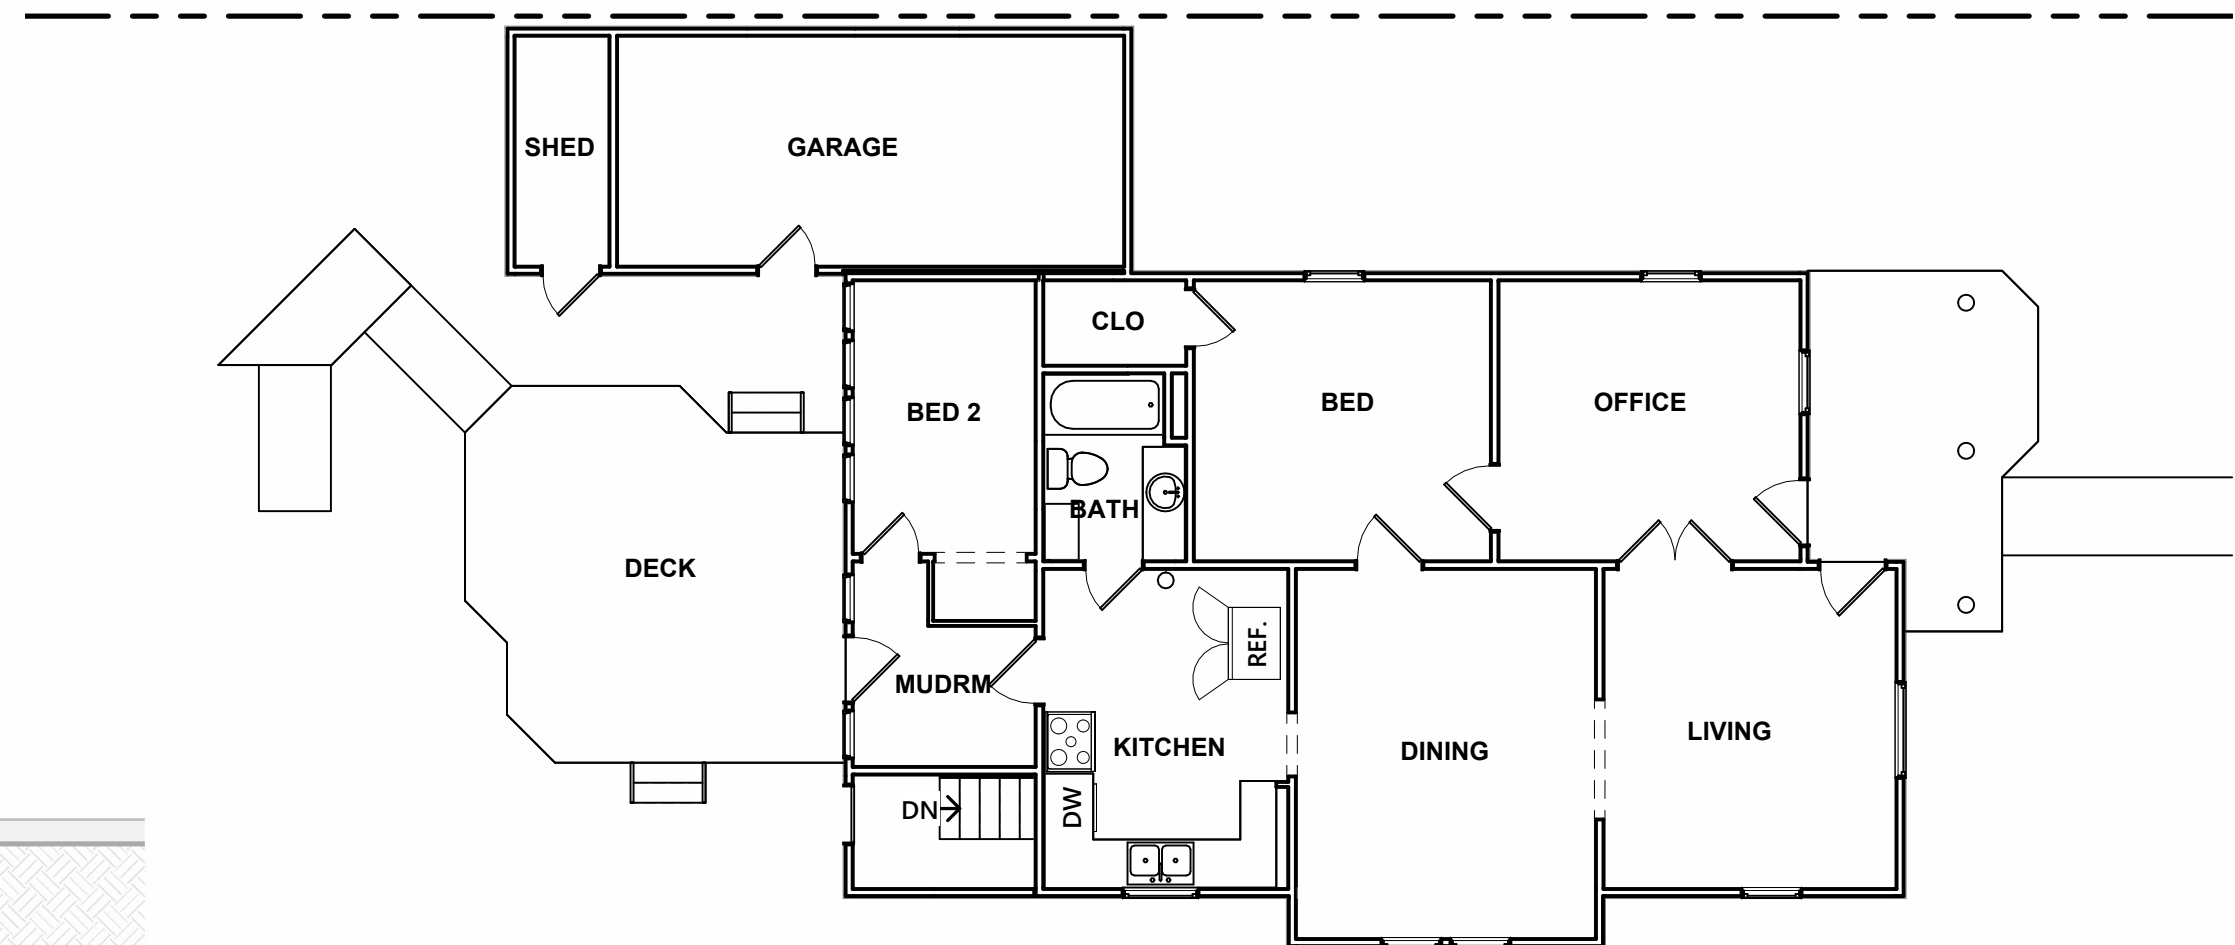 SHED
GARAGE
CLO
BED 2
BED
OFFICE
BATH
DECK
REF.
MUDRM
KITCHEN
DINING
LIVING
DW
DN